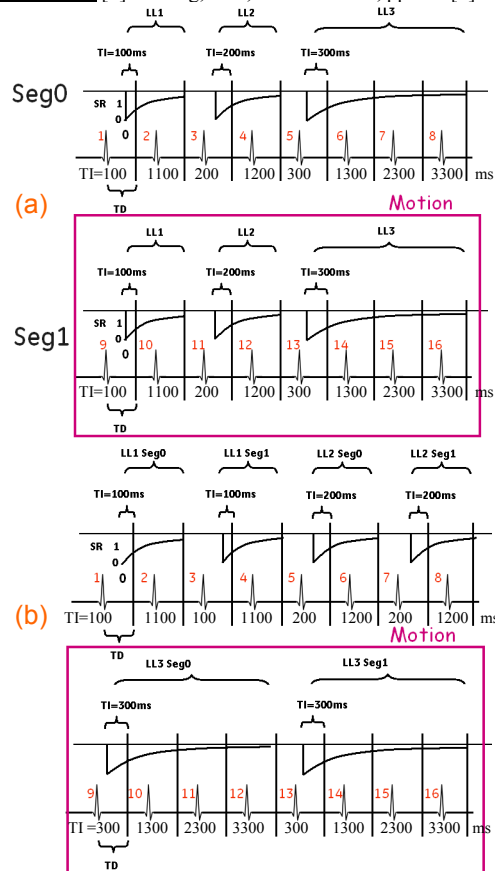 LL1 LL2 LL3
TI=100ms TI=200ms TI=300ms
Seg0
SR 1
0
0
1 2 3 4 5 6 7 8
TI=100 1100 200 1200 300 1300 2300 3300 ms
TD
(a)
Motion
LL1 LL2 LL3
TI=100ms TI=200ms TI=300ms
Seg1
SR 1
0
0
9 10 11 12 13 14 15 16
TI=100 1100 200 1200 300 1300 2300 3300 ms
TD
LL1 Seg0 LL1 Seg1 LL2 Seg0 LL2 Seg1
TI=100ms TI=100ms TI=200ms TI=200ms
SR 1
0
0
1 2 3 4 5 6 7 8
TI=100 1100 100 1100 200 1200 200 1200 ms
TD
(b)
Motion
LL3 Seg0 LL3 Seg1
TI=300ms TI=300ms
9 10 11 12 13 14 15 16
TI =300 1300 2300 3300 300 1300 2300 3300 ms
TD